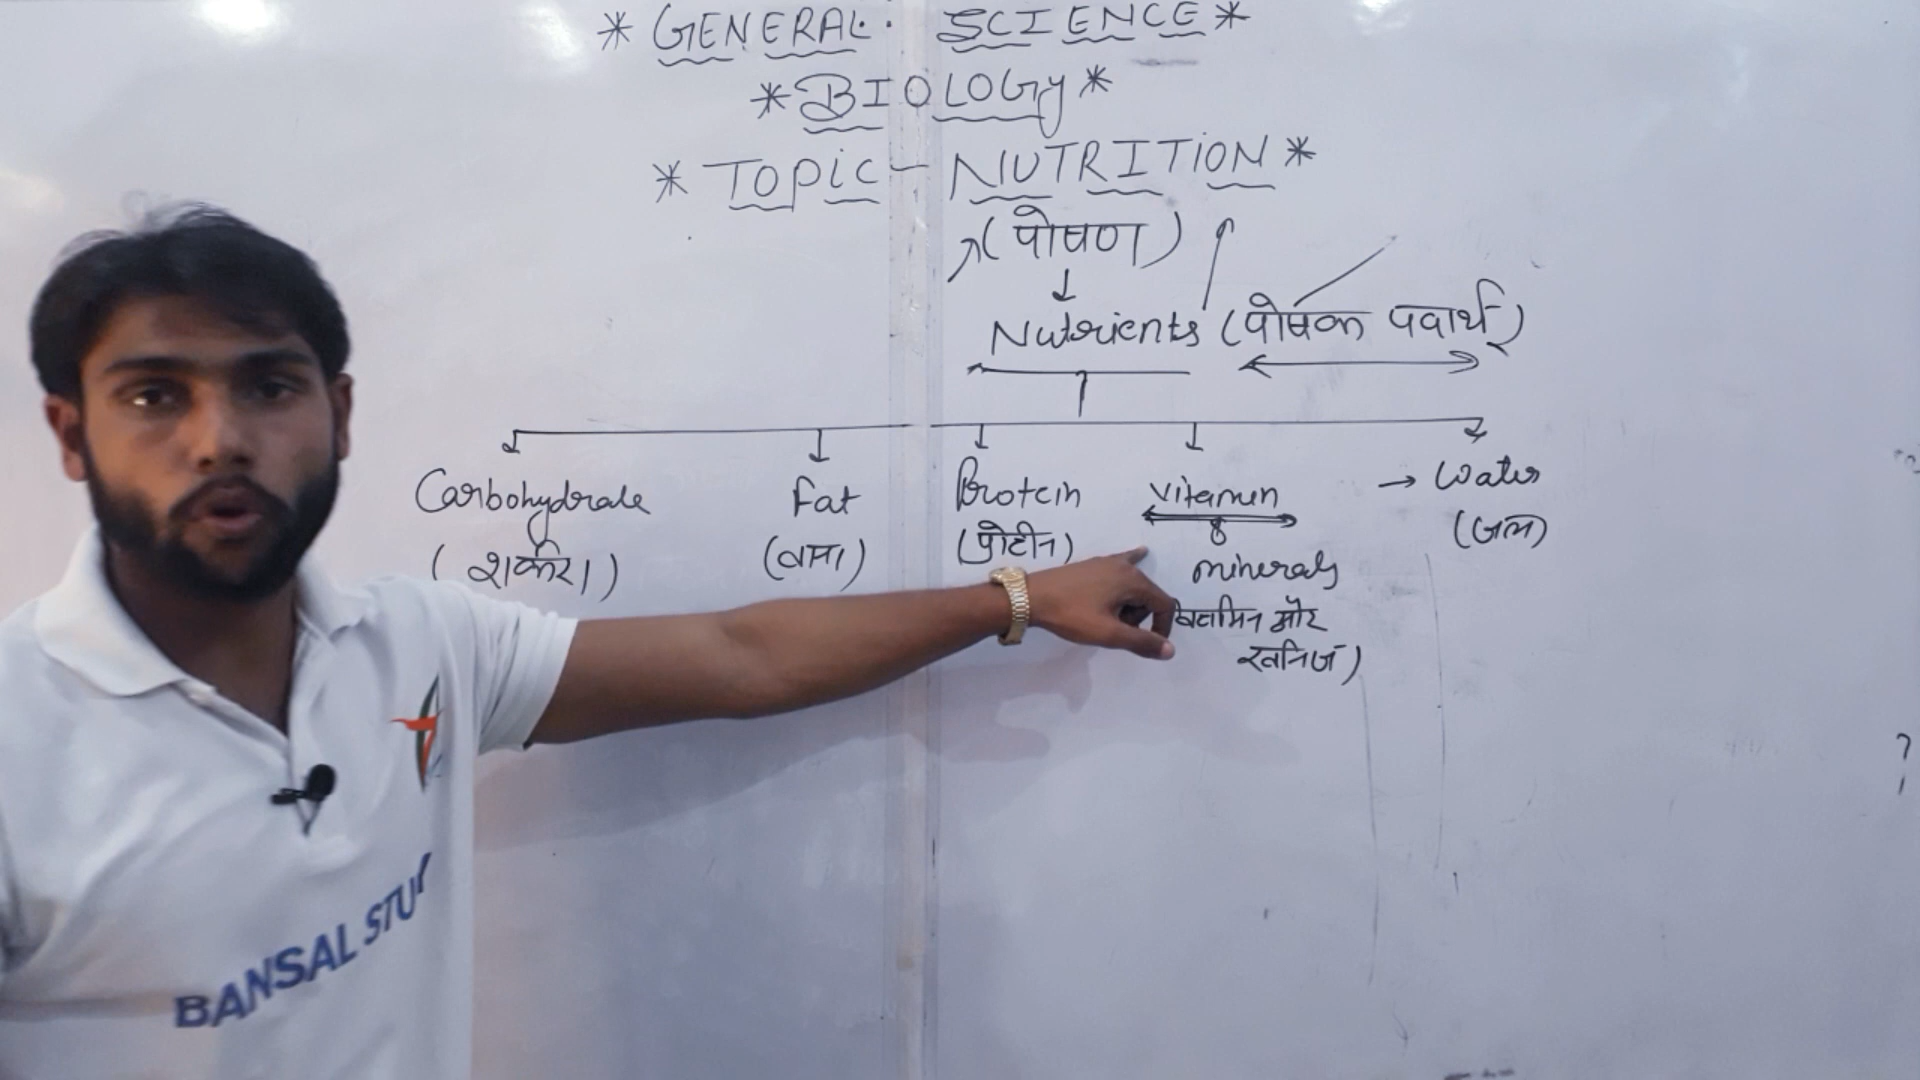 * GENERAL SCIENCE *
* BIOLOGY *
* TOPIC - NUTRITION *
(पोषण)
Nutrients (पोषक पदार्थ)
Carbohydrate Fat Protein Vitamin → Water
(शर्करा) (वसा) (प्रोटीन) & (जल)
minerals
विटामिन और
खनिज)
BANSAL STUY
?